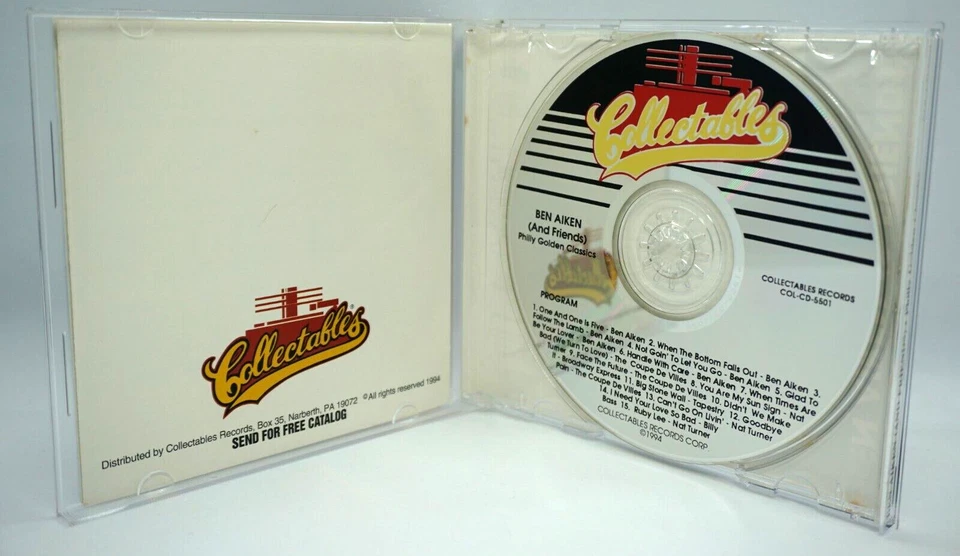 Collectables®
© All rights reserved 1994
Distributed by Collectables Records, Box 35, Narberth, PA 19072
SEND FOR FREE CATALOG
Collectables
BEN AIKEN
(And Friends)
Philly Golden Classics
COLLECTABLES RECORDS
COL-CD-5501
PROGRAM
1. One And One Is Five - Ben Aiken 2. When The Bottom Falls Out - Ben Aiken 3.
Follow The Lamb - Ben Aiken 4. Not Goin' To Let You Go - Ben Aiken 5. Glad To
Be Your Lover - Ben Aiken 6. Handle With Care - Ben Aiken 7. When Times Are
Bad (We Turn To Love) - The Coupe De Villes 8. You Are My Sun Sign - Nat
Turner 9. Face The Future - The Coupe De Villes 10. Didn't We Make
It - Broadway Express 11. Big Stone Wall - Tapestry 12. Goodbye
Pain - The Coupe De Villes 13. Can't Go On Livin' - Nat Turner
14. I Need Your Love So Bad - Billy
Bass 15. Ruby Lee - Nat Turner
COLLECTABLES RECORDS CORP
©1994